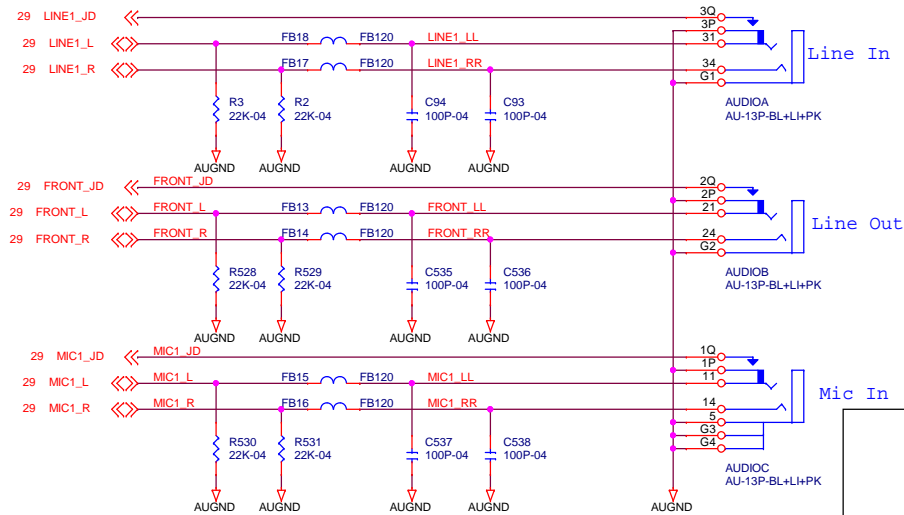 29 LINE1_JD LINE1_JD 3Q
3P
29 LINE1_L LINE1_L FB18 FB120 LINE1_LL 31
Line In
29 LINE1_R LINE1_R FB17 FB120 LINE1_RR 34
G1
R3 R2 C94 C93 AUDIOA
22K-04 22K-04 100P-04 100P-04 AU-13P-BL+LI+PK
AUGND AUGND AUGND AUGND
29 FRONT_JD FRONT_JD 2Q
2P
29 FRONT_L FRONT_L FB13 FB120 FRONT_LL 21
Line Out
29 FRONT_R FRONT_R FB14 FB120 FRONT_RR 24
G2
R528 R529 C535 C536 AUDIOB
22K-04 22K-04 100P-04 100P-04 AU-13P-BL+LI+PK
AUGND AUGND AUGND AUGND
29 MIC1_JD MIC1_JD 1Q
1P
29 MIC1_L MIC1_L FB15 FB120 MIC1_LL 11
Mic In
29 MIC1_R MIC1_R FB16 FB120 MIC1_RR 14
5
G3
R530 R531 C537 C538 G4
22K-04 22K-04 100P-04 100P-04 AUDIOC
AU-13P-BL+LI+PK
AUGND AUGND AUGND AUGND AUGND